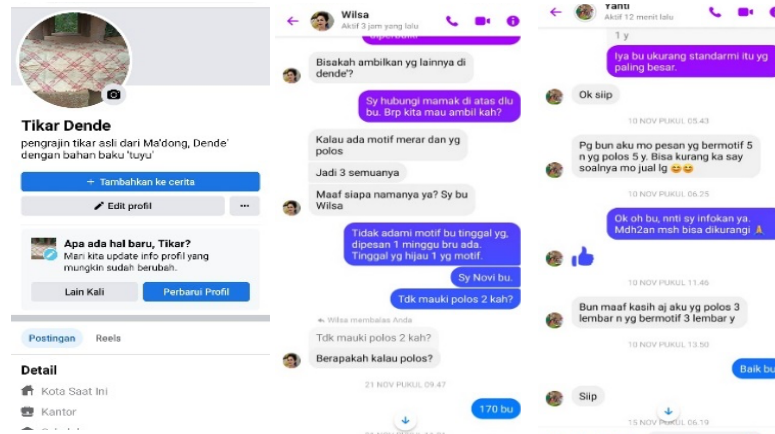 Tikar Dende
pengrajin tikar asli dari Ma'dong, Dende'
dengan bahan baku 'tuyu'
+ Tambahkan ke cerita
Edit profil
Apa ada hal baru, Tikar?
Mari kita update info profil yang
mungkin sudah berubah.
Lain Kali
Perbarui Profil
Postingan
Reels
Detail
Kota Saat Ini
Kantor
Wilsa
Aktif 3 jam yang lalu
Bisakah ambilkan yg lainnya di
dende'?
Sy hubungi mamak di atas dlu
bu. Brp kita mau ambil kah?
Kalau ada motif merar dan yg
polos
Jadi 3 semuanya
Maaf siapa namanya ya? Sy bu
Wilsa
Tidak adami motif bu tinggal yg,
dipesan 1 minggu bru ada.
Tinggal yg hijau 1 yg motif.
Sy Novi bu.
Tdk mauki polos 2 kah?
Wilsa membalas Anda
Tdk mauki polos 2 kah?
Berapakah kalau polos?
21 NOV PUKUL 09.47
170 bu
Yanti
Aktif 12 menit lalu
1 y
Iya bu ukurang standarmi itu yg
paling besar.
Ok siip
10 NOV PUKUL 05.43
Pg bun aku mo pesan yg bermotif 5
n yg polos 5 y. Bisa kurang ka say
soalnya mo jual lg 😄😄
10 NOV PUKUL 06.25
Ok oh bu, nnti sy infokan ya.
Mdh2an msh bisa dikurangi 🙏
10 NOV PUKUL 11.46
Bun maaf kasih aj aku yg polos 3
lembar n yg bermotif 3 lembar y
10 NOV PUKUL 13.50
Baik bu
Siip
15 NOV PUKUL 06.19